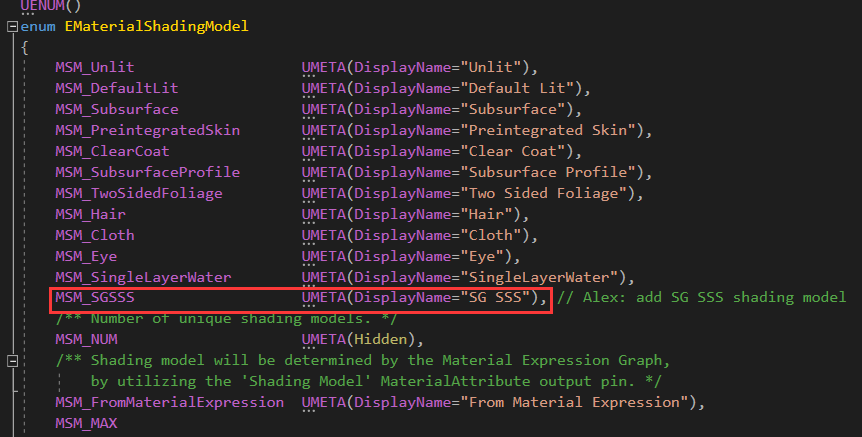 UENUM()
enum EMaterialShadingModel
{
MSM_Unlit UMETA(DisplayName="Unlit"),
MSM_DefaultLit UMETA(DisplayName="Default Lit"),
MSM_Subsurface UMETA(DisplayName="Subsurface"),
MSM_PreintegratedSkin UMETA(DisplayName="Preintegrated Skin"),
MSM_ClearCoat UMETA(DisplayName="Clear Coat"),
MSM_SubsurfaceProfile UMETA(DisplayName="Subsurface Profile"),
MSM_TwoSidedFoliage UMETA(DisplayName="Two Sided Foliage"),
MSM_Hair UMETA(DisplayName="Hair"),
MSM_Cloth UMETA(DisplayName="Cloth"),
MSM_Eye UMETA(DisplayName="Eye"),
MSM_SingleLayerWater UMETA(DisplayName="SingleLayerWater"),
MSM_SGSSS UMETA(DisplayName="SG SSS"), // Alex: add SG SSS shading model
/** Number of unique shading models. */
MSM_NUM UMETA(Hidden),
/** Shading model will be determined by the Material Expression Graph,
by utilizing the 'Shading Model' MaterialAttribute output pin. */
MSM_FromMaterialExpression UMETA(DisplayName="From Material Expression"),
MSM_MAX